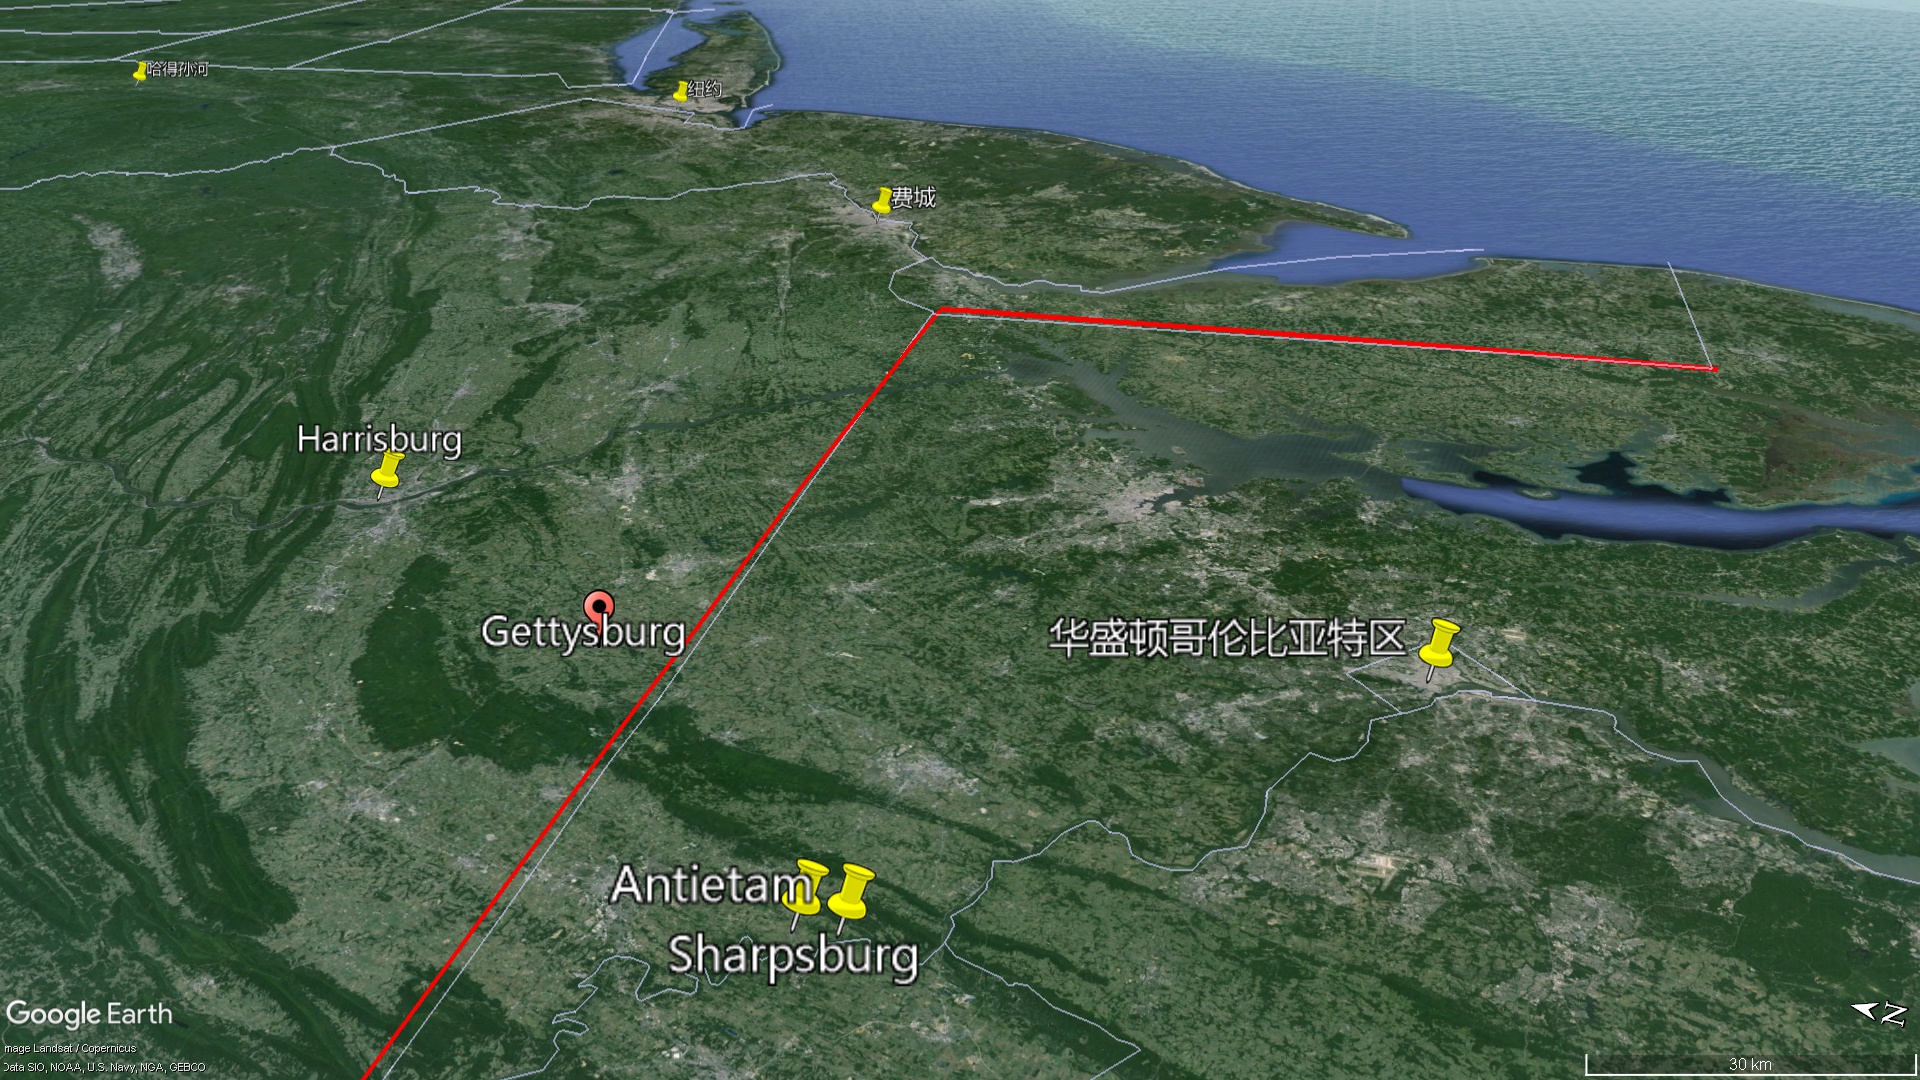 哈得孙河
纽约
费城
Harrisburg
Gettysburg
华盛顿哥伦比亚特区
Antietam
Sharpsburg
Google Earth
mage Landsat / Copernicus
Data SIO, NOAA, U.S. Navy, NGA, GEBCO
N
30 km